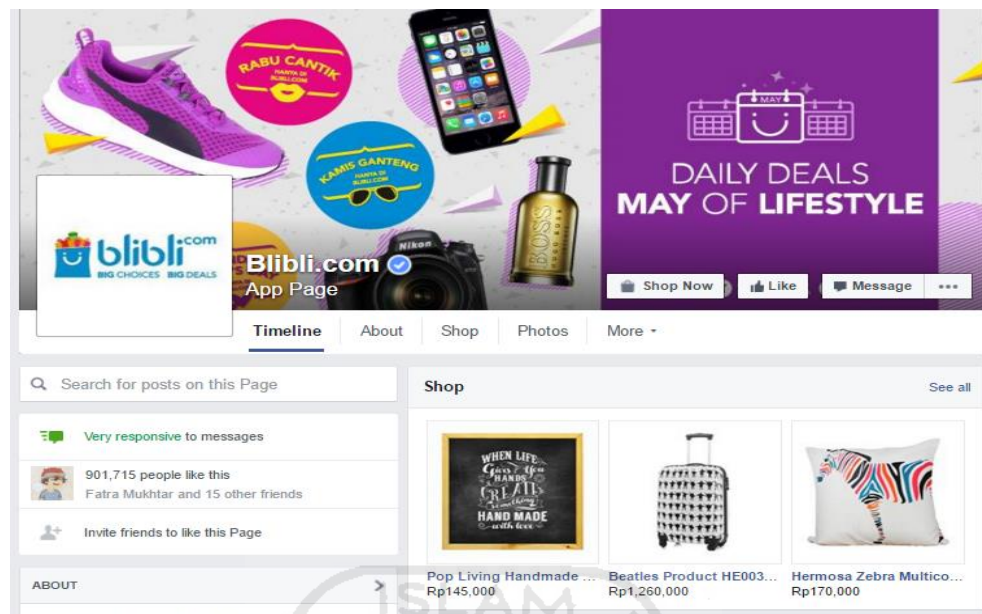 RABU CANTIK
HANYA DI
BLIBLI.COM
KAMIS GANTENG
HANYA DI
BLIBLI.COM
MAY
DAILY DEALS
MAY OF LIFESTYLE
Nikon
BOSS
HUGO BOSS
blibli.com
BIG CHOICES BIG DEALS
Blibli.com
App Page
Shop Now
Like
Message
Timeline
About
Shop
Photos
More
Search for posts on this Page
Very responsive to messages
901,715 people like this
Fatra Mukhtar and 15 other friends
Invite friends to like this Page
ABOUT
Shop
See all
WHEN LIFE
Gives You
HANDS
CREATE
Something
HAND MADE
with love
Pop Living Handmade ...
Rp145,000
Beatles Product HE003...
Rp1,260,000
Hermosa Zebra Multico...
Rp170,000
ISLAM